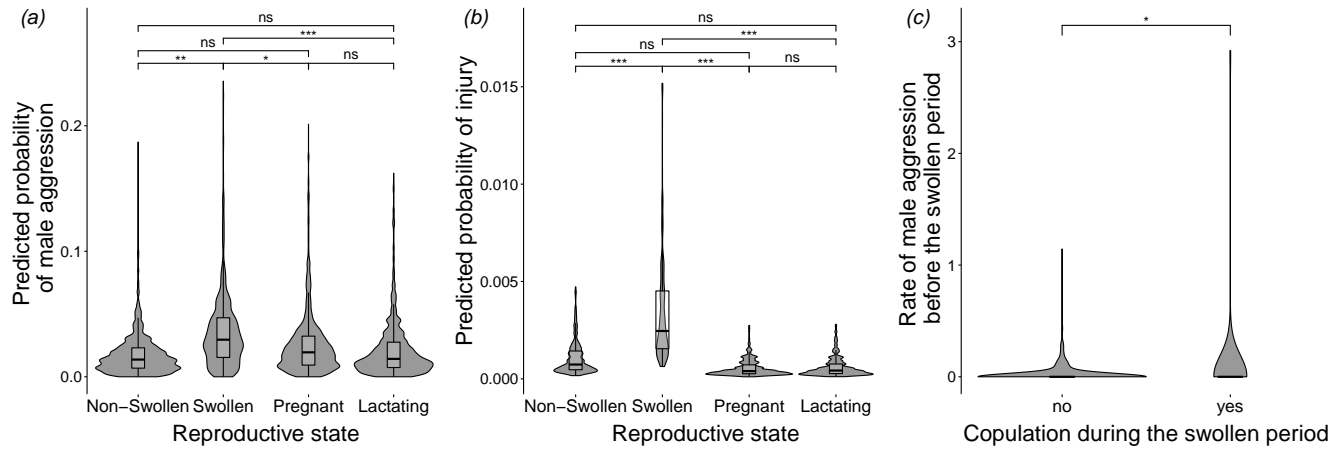 (a)
ns
***
ns
**
*
ns
Predicted probability
of male aggression
0.2
0.1
0.0
Non−Swollen
Swollen
Pregnant
Lactating
Reproductive state
(b)
ns
***
ns
***
***
ns
Predicted probability of injury
0.015
0.010
0.005
0.000
Non−Swollen
Swollen
Pregnant
Lactating
Reproductive state
(c)
*
Rate of male aggression
before the swollen period
3
2
1
0
no
yes
Copulation during the swollen period